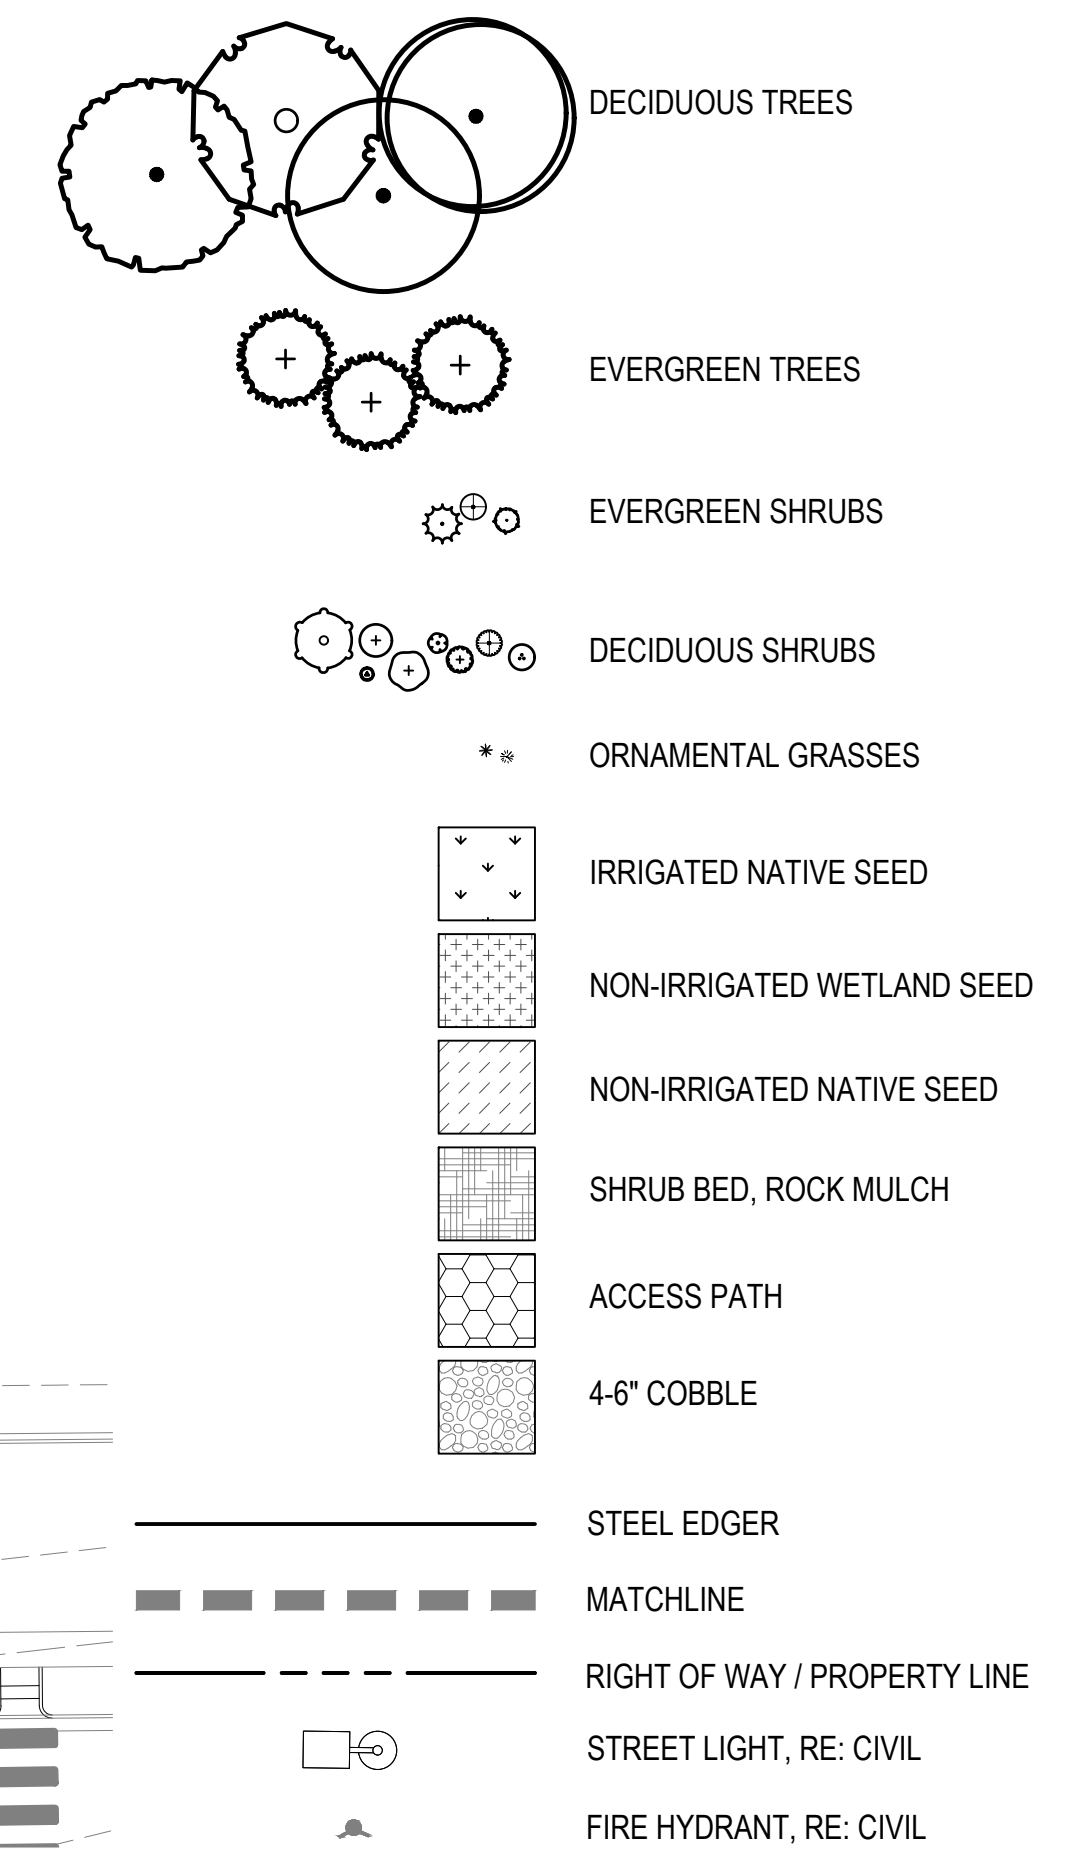 DECIDUOUS TREES
EVERGREEN TREES
EVERGREEN SHRUBS
DECIDUOUS SHRUBS
ORNAMENTAL GRASSES
IRRIGATED NATIVE SEED
NON-IRRIGATED WETLAND SEED
NON-IRRIGATED NATIVE SEED
SHRUB BED, ROCK MULCH
ACCESS PATH
4-6" COBBLE
STEEL EDGER
MATCHLINE
RIGHT OF WAY / PROPERTY LINE
STREET LIGHT, RE: CIVIL
FIRE HYDRANT, RE: CIVIL